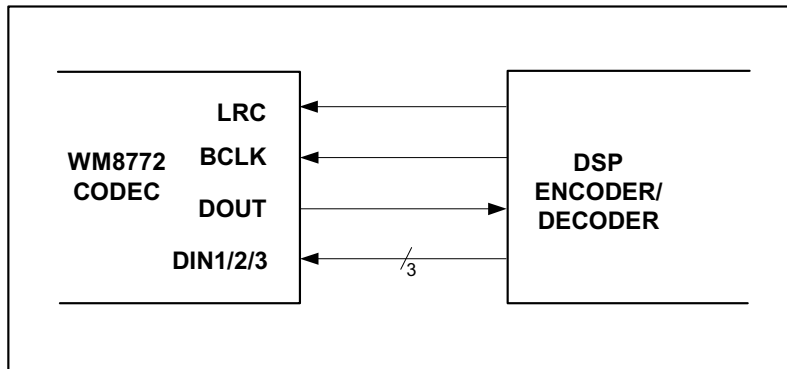 LRC
WM8772
CODEC
BCLK
DOUT
DIN1/2/3
3
DSP
ENCODER/
DECODER